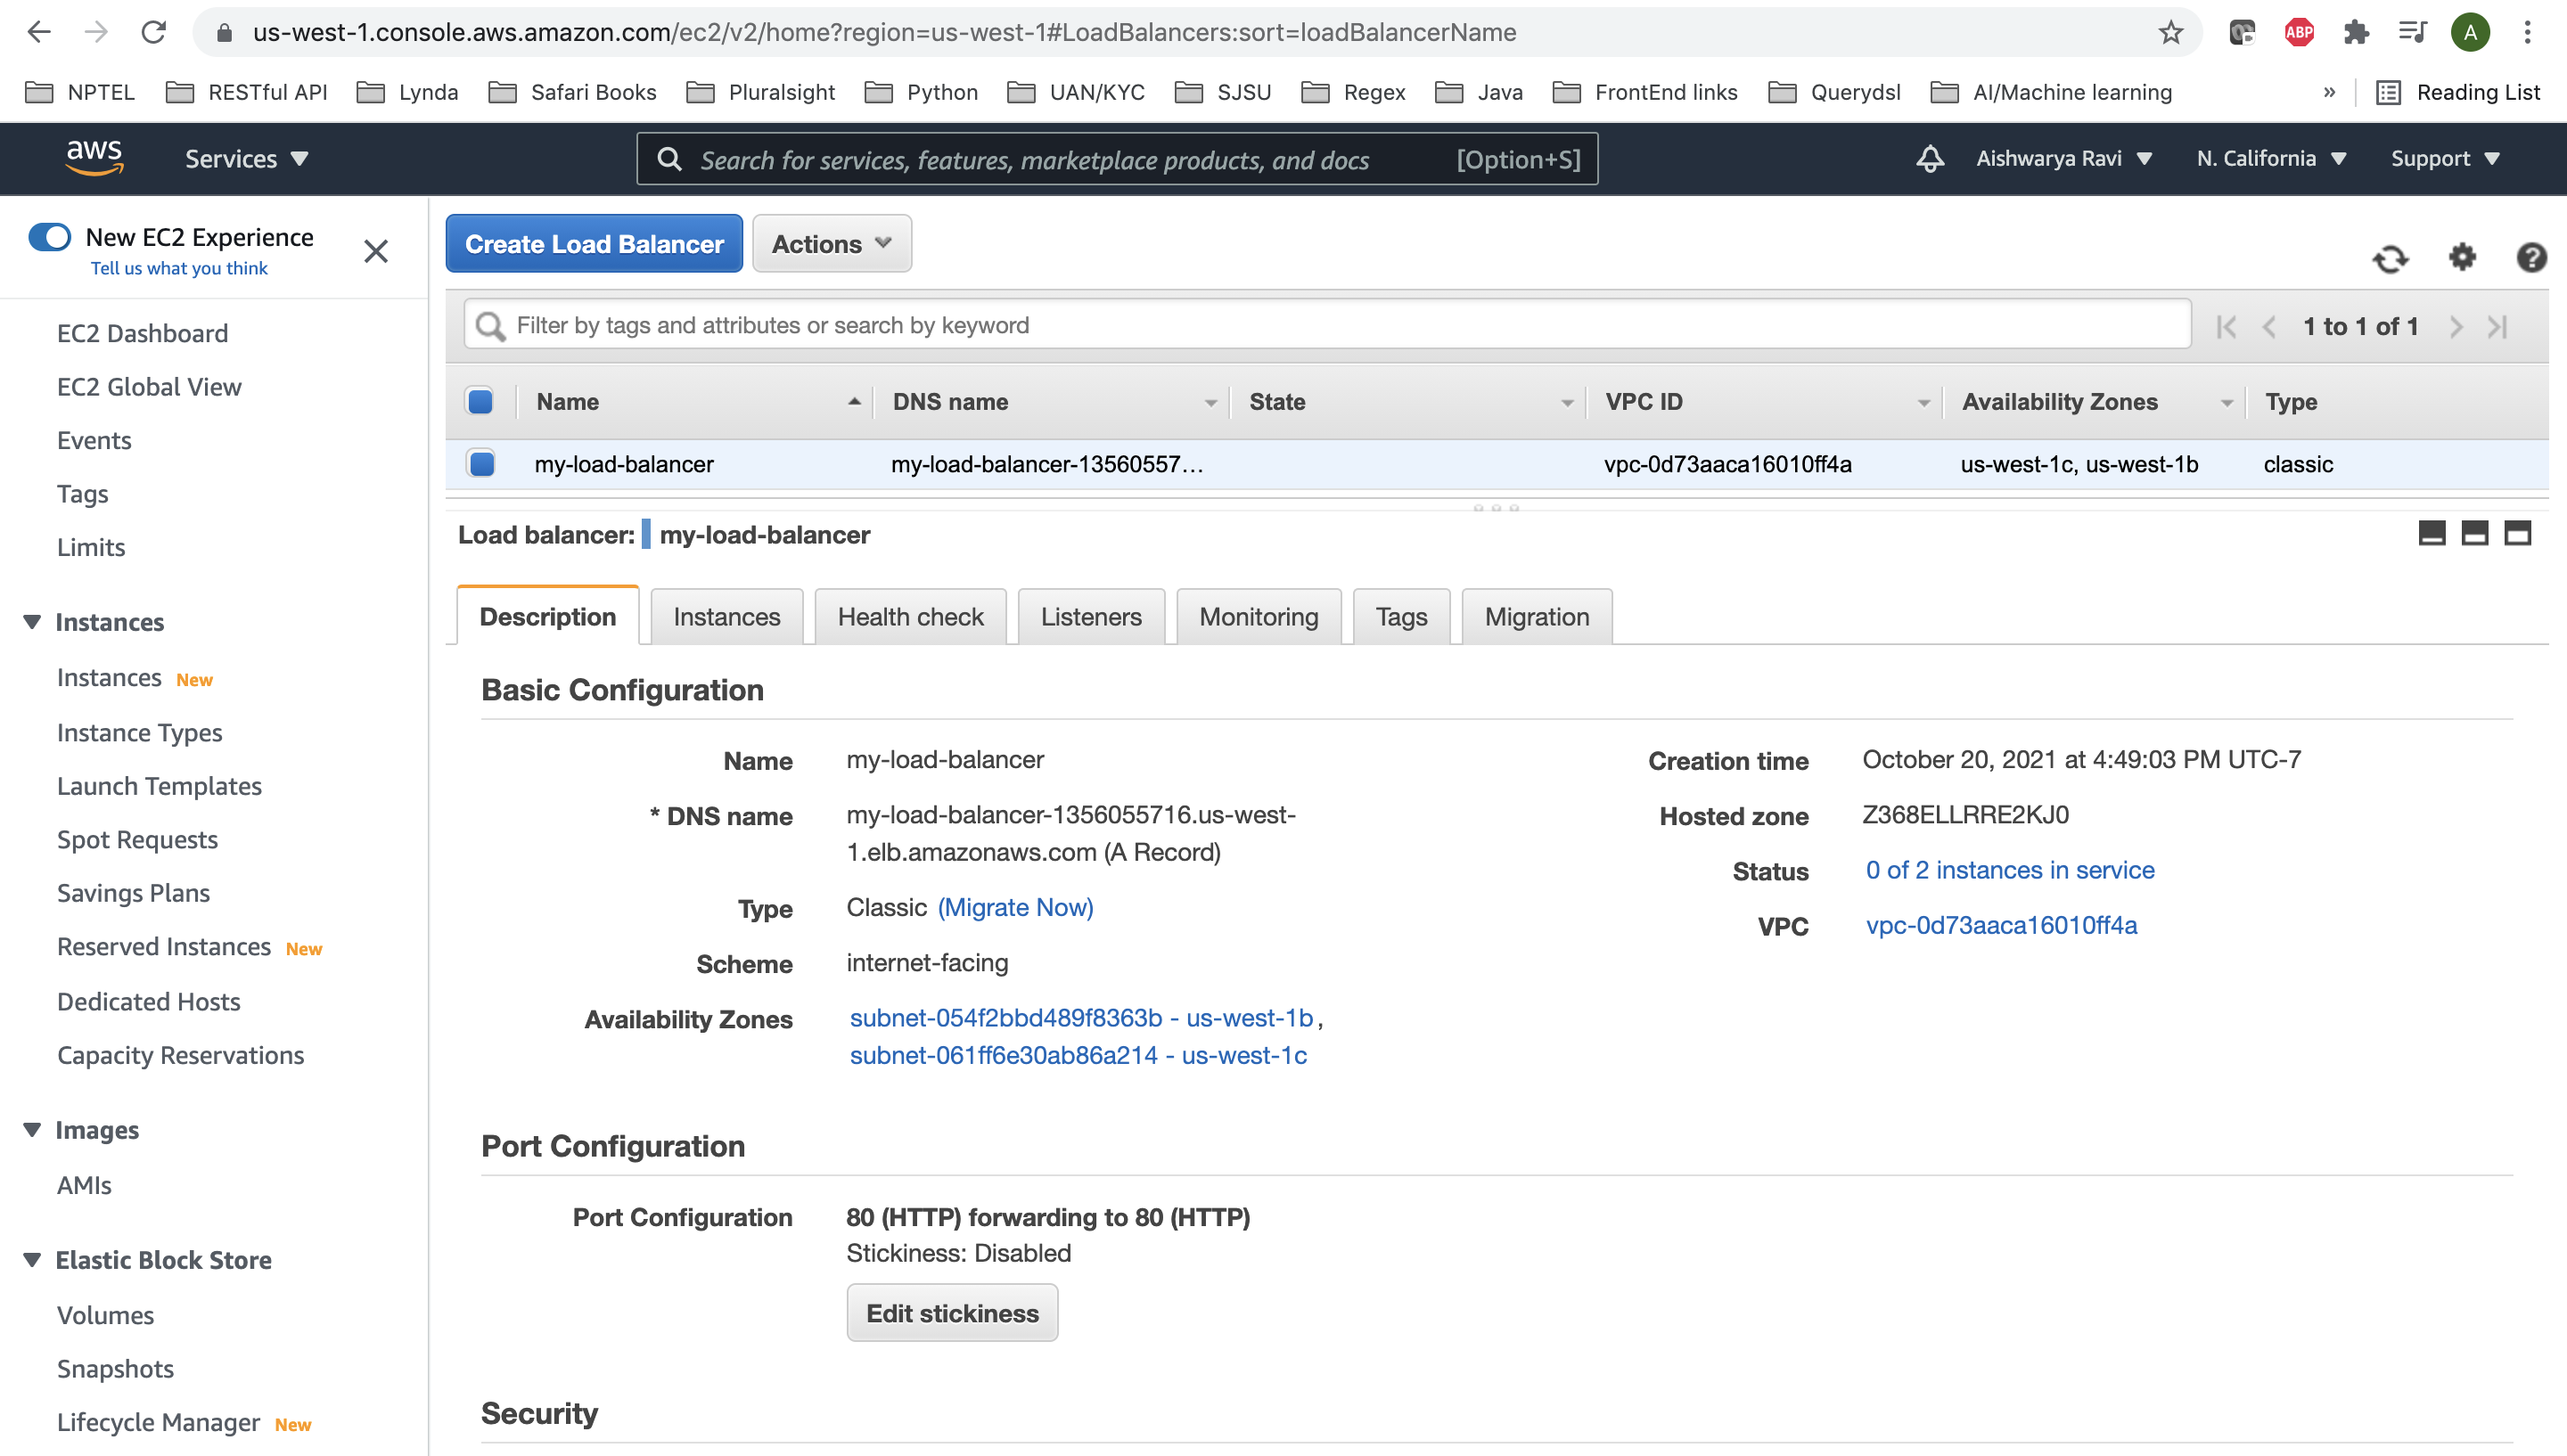 us-west-1.console.aws.amazon.com/ec2/v2/home?region=us-west-1#LoadBalancers:sort=loadBalancerName
ABP
A
NPTEL RESTful API Lynda Safari Books Pluralsight Python UAN/KYC SJSU Regex Java FrontEnd links Querydsl AI/Machine learning » Reading List
aws Services Search for services, features, marketplace products, and docs [Option+S] Aishwarya Ravi N. California Support
New EC2 Experience
Tell us what you think
EC2 Dashboard
EC2 Global View
Events
Tags
Limits
Instances
Instances New
Instance Types
Launch Templates
Spot Requests
Savings Plans
Reserved Instances New
Dedicated Hosts
Capacity Reservations
Images
AMIs
Elastic Block Store
Volumes
Snapshots
Lifecycle Manager New
Create Load Balancer Actions
Filter by tags and attributes or search by keyword 1 to 1 of 1
Name DNS name State VPC ID Availability Zones Type
my-load-balancer my-load-balancer-13560557... vpc-0d73aaca16010ff4a us-west-1c, us-west-1b classic
Load balancer: my-load-balancer
Description Instances Health check Listeners Monitoring Tags Migration
Basic Configuration
Name my-load-balancer
* DNS name my-load-balancer-1356055716.us-west-
1.elb.amazonaws.com (A Record)
Type Classic (Migrate Now)
Scheme internet-facing
Availability Zones subnet-054f2bbd489f8363b - us-west-1b,
subnet-061ff6e30ab86a214 - us-west-1c
Creation time October 20, 2021 at 4:49:03 PM UTC-7
Hosted zone Z368ELLRRE2KJ0
Status 0 of 2 instances in service
VPC vpc-0d73aaca16010ff4a
Port Configuration
Port Configuration 80 (HTTP) forwarding to 80 (HTTP)
Stickiness: Disabled
Edit stickiness
Security